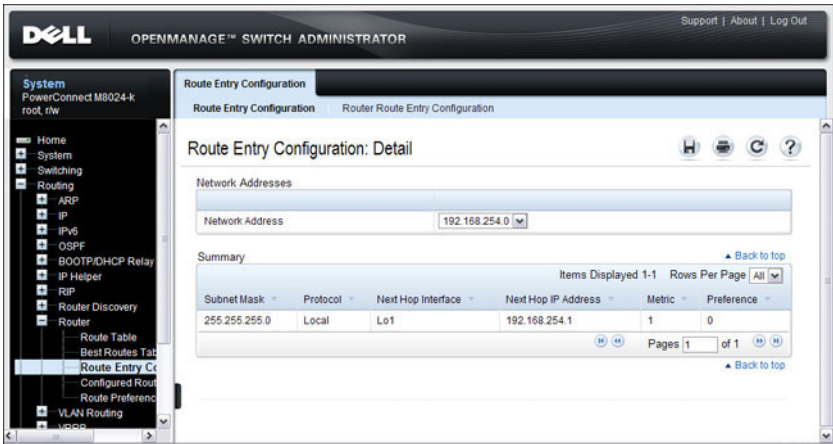 Support | About | Log Out
DELL OPENMANAGE™ SWITCH ADMINISTRATOR
System
PowerConnect M8024-k
root, r/w
Home
System
Switching
Routing
ARP
IP
IPv6
OSPF
BOOTP/DHCP Relay
IP Helper
RIP
Router Discovery
Router
Route Table
Best Routes Tab
Route Entry Co
Configured Rout
Route Preferenc
VLAN Routing
VRRP
Route Entry Configuration
Route Entry Configuration Router Route Entry Configuration
Route Entry Configuration: Detail
Network Addresses
Network Address 192.168.254.0
Summary Back to top
Items Displayed 1-1 Rows Per Page All
Subnet Mask Protocol Next Hop Interface Next Hop IP Address Metric Preference
255.255.255.0 Local Lo1 192.168.254.1 1 0
Pages 1 of 1
Back to top